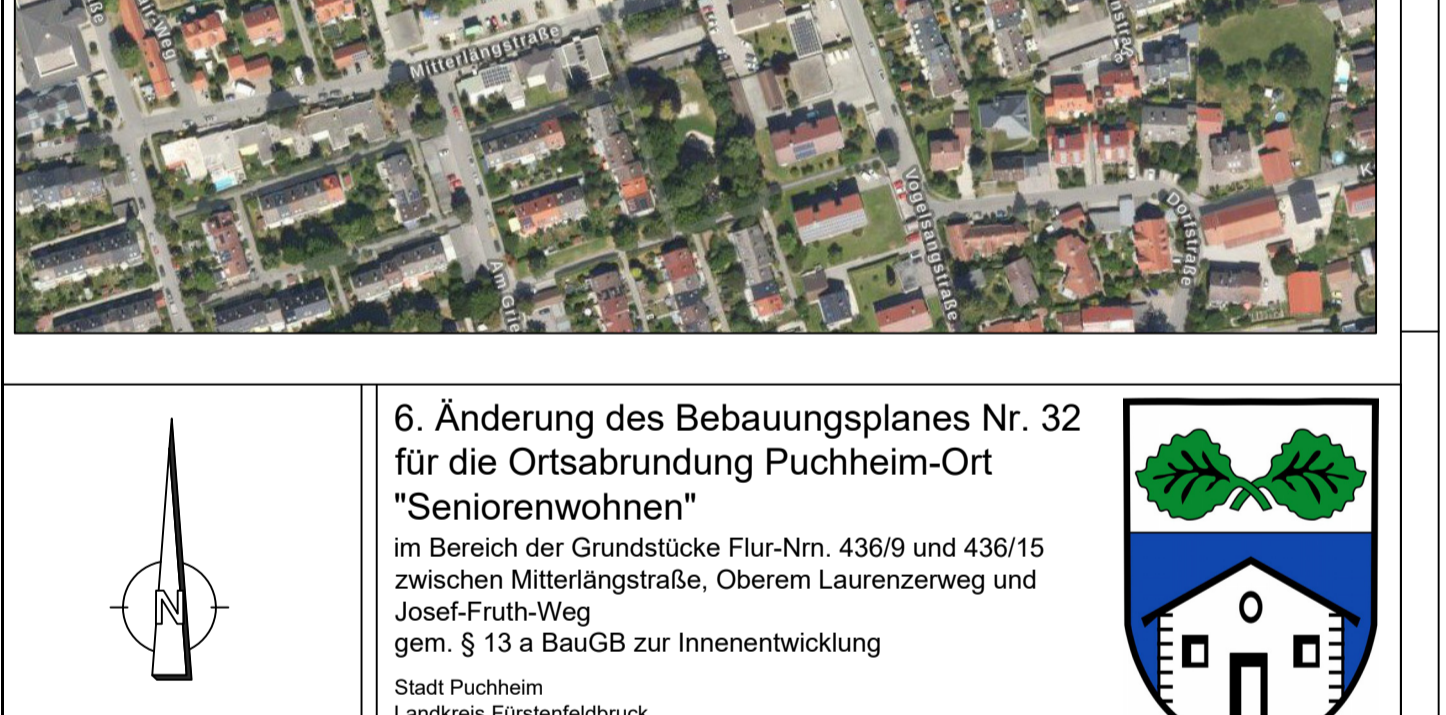 Mitterlängstraße
Vogelsangstraße
Dorfstraße
N
6. Änderung des Bebauungsplanes Nr. 32
für die Ortsabrundung Puchheim-Ort
"Seniorenwohnen"
im Bereich der Grundstücke Flur-Nrn. 436/9 und 436/15
zwischen Mitterlängstraße, Oberem Laurenzerweg und
Josef-Fruth-Weg
gem. § 13 a BauGB zur Innenentwicklung
Stadt Puchheim
Landkreis Fürstenfeldbruck